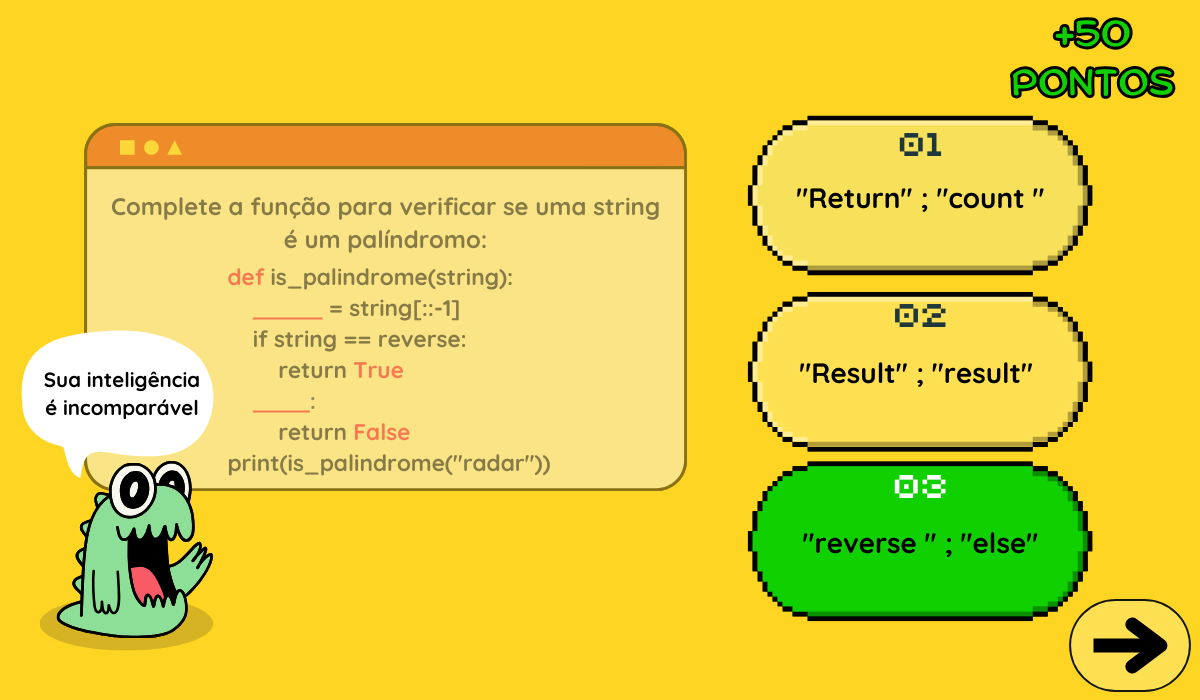 +50
PONTOS
Complete a função para verificar se uma string
é um palíndromo:
def is_palindrome(string):
______ = string[::-1]
if string == reverse:
return True
_____:
return False
print(is_palindrome("radar"))
Sua inteligência
é incomparável
01
"Return" ; "count "
02
"Result" ; "result"
03
"reverse " ; "else"